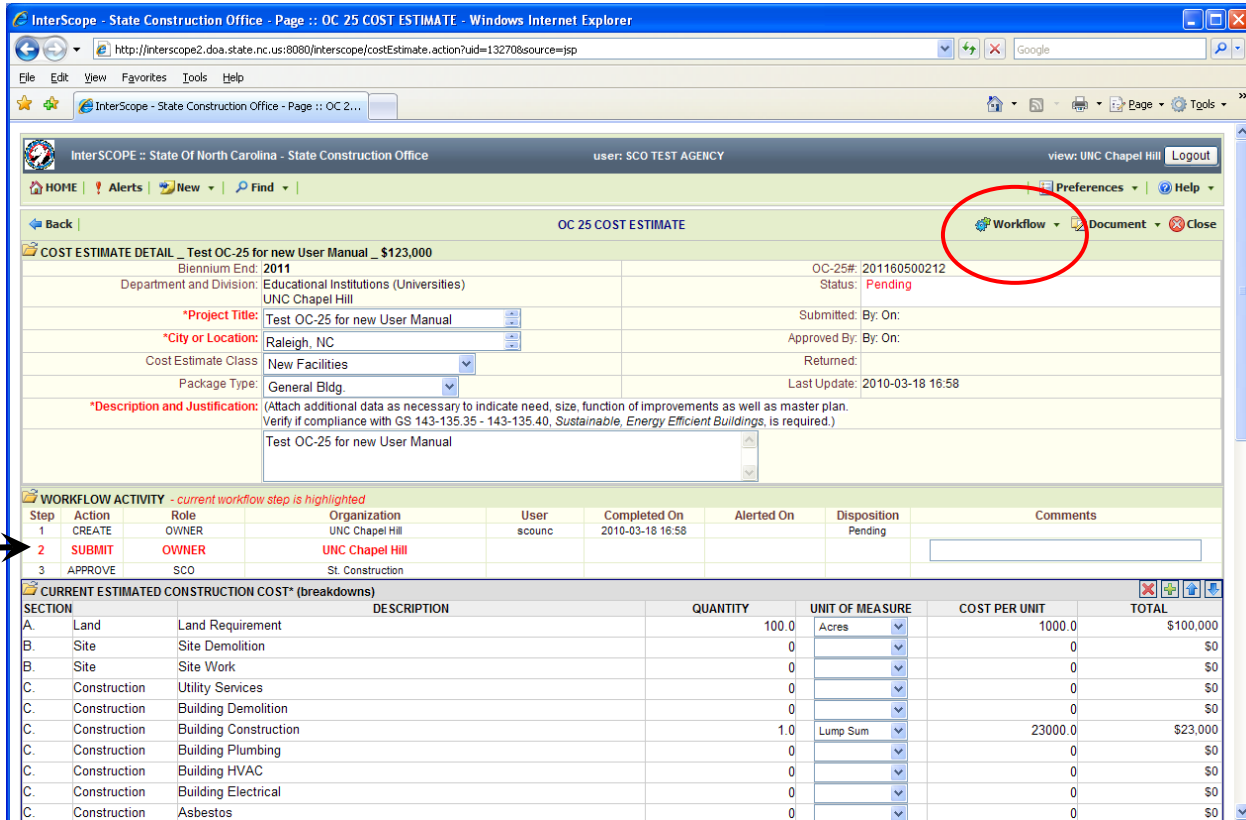 InterScope - State Construction Office - Page :: OC 25 COST ESTIMATE - Windows Internet Explorer
http://interscope2.doa.state.nc.us:8080/interscope/costEstimate.action?uid=13270&source=jsp
Google
File Edit View Favorites Tools Help
InterScope - State Construction Office - Page :: OC 2...
Page Tools »
InterSCOPE :: State Of North Carolina - State Construction Office user: SCO TEST AGENCY view: UNC Chapel Hill Logout
HOME | Alerts | New | Find | | Preferences | Help
Back | OC 25 COST ESTIMATE Workflow Document Close
COST ESTIMATE DETAIL _ Test OC-25 for new User Manual _ $123,000
Biennium End: 2011 OC-25#: 201160500212
Department and Division: Educational Institutions (Universities) Status: Pending
UNC Chapel Hill
*Project Title: Test OC-25 for new User Manual Submitted: By: On:
*City or Location: Raleigh, NC Approved By: By: On:
Cost Estimate Class New Facilities Returned:
Package Type: General Bldg. Last Update: 2010-03-18 16:58
*Description and Justification: (Attach additional data as necessary to indicate need, size, function of improvements as well as master plan.
Verify if compliance with GS 143-135.35 - 143-135.40, Sustainable, Energy Efficient Buildings, is required.)
Test OC-25 for new User Manual
WORKFLOW ACTIVITY - current workflow step is highlighted
Step Action Role Organization User Completed On Alerted On Disposition Comments
1 CREATE OWNER UNC Chapel Hill scounc 2010-03-18 16:58 Pending
2 SUBMIT OWNER UNC Chapel Hill
3 APPROVE SCO St. Construction
CURRENT ESTIMATED CONSTRUCTION COST* (breakdowns)
SECTION DESCRIPTION QUANTITY UNIT OF MEASURE COST PER UNIT TOTAL
A. Land Land Requirement 100.0 Acres 1000.0 $100,000
B. Site Site Demolition 0 0 $0
B. Site Site Work 0 0 $0
C. Construction Utility Services 0 0 $0
C. Construction Building Demolition 0 0 $0
C. Construction Building Construction 1.0 Lump Sum 23000.0 $23,000
C. Construction Building Plumbing 0 0 $0
C. Construction Building HVAC 0 0 $0
C. Construction Building Electrical 0 0 $0
C. Construction Asbestos 0 0 $0